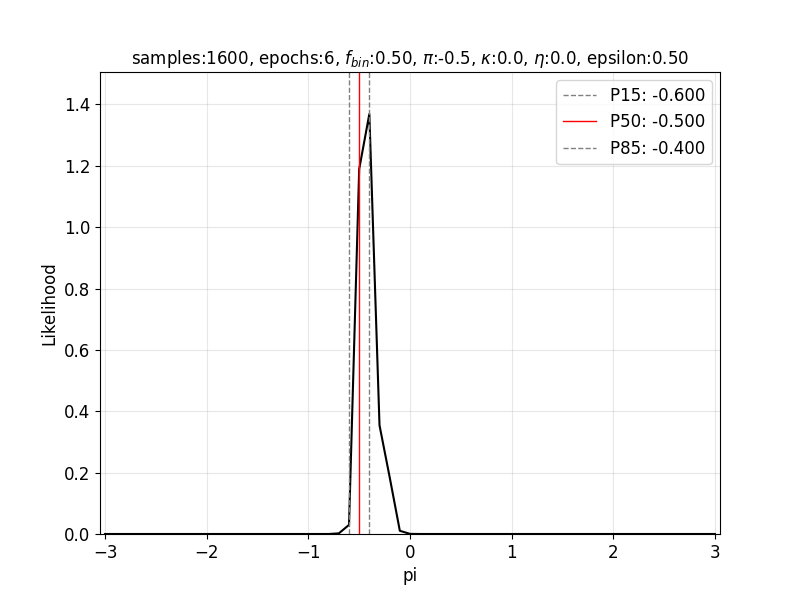 samples:1600, epochs:6, f_bin:0.50, π:-0.5, κ:0.0, η:0.0, epsilon:0.50
P15: -0.600
P50: -0.500
P85: -0.400
1.4
1.2
1.0
0.8
0.6
0.4
0.2
0.0
Likelihood
−3 −2 −1 0 1 2 3
pi